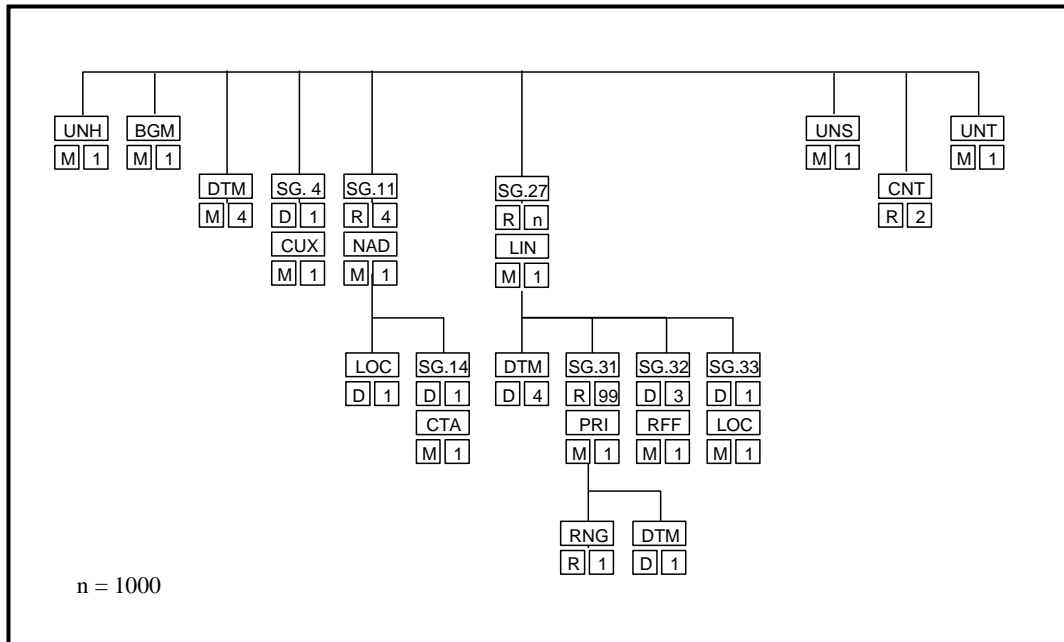 UNH BGM UNS UNT
M 1 M 1 M 1 M 1
DTM SG. 4 SG.11 SG.27 CNT
M 4 D 1 R 4 R n R 2
CUX NAD LIN
M 1 M 1 M 1
LOC SG.14 DTM SG.31 SG.32 SG.33
D 1 D 1 D 4 R 99 D 3 D 1
CTA PRI RFF LOC
M 1 M 1 M 1 M 1
RNG DTM
R 1 D 1
n = 1000